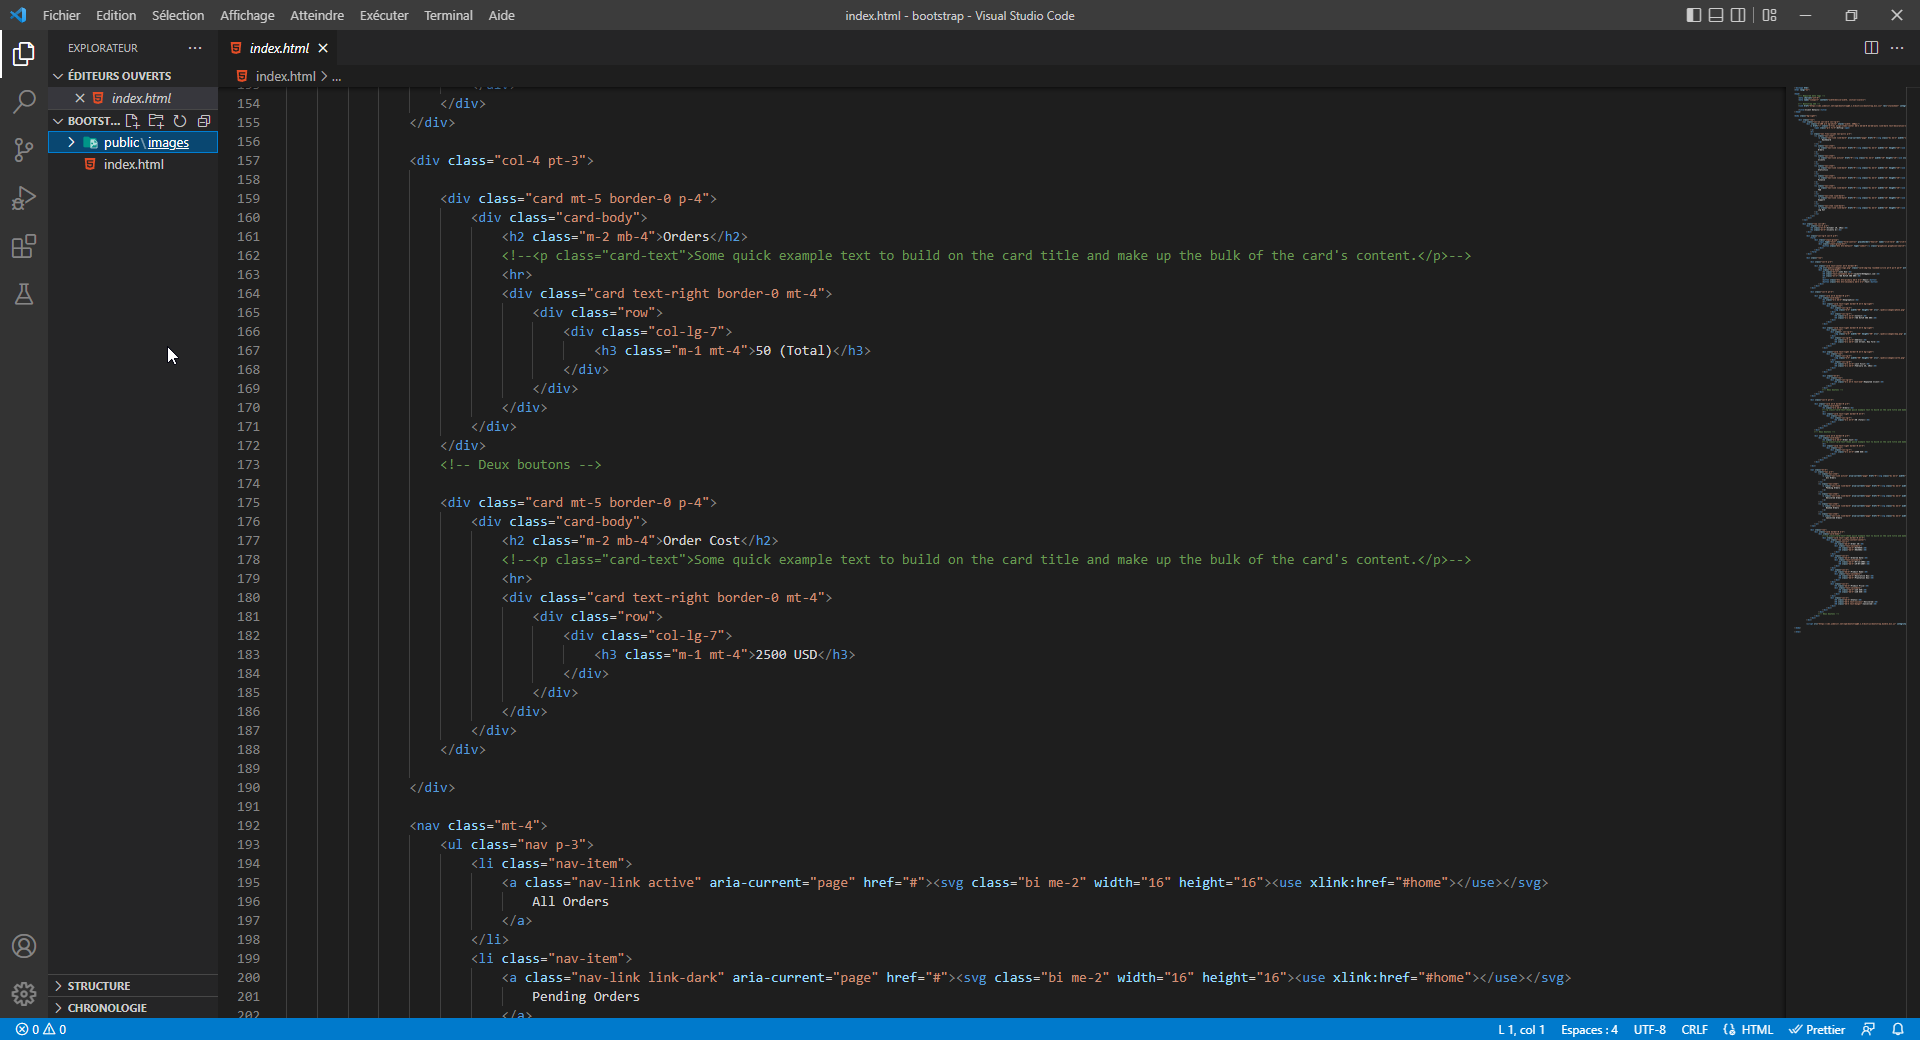 Fichier Edition Sélection Affichage Atteindre Exécuter Terminal Aide
index.html - bootstrap - Visual Studio Code
EXPLORATEUR
ÉDITEURS OUVERTS
index.html
BOOTST...
public\images
index.html
STRUCTURE
CHRONOLOGIE
index.html
index.html > ...
154 </div>
155 </div>
156
157 <div class="col-4 pt-3">
158
159 <div class="card mt-5 border-0 p-4">
160 <div class="card-body">
161 <h2 class="m-2 mb-4">Orders</h2>
162 <!--<p class="card-text">Some quick example text to build on the card title and make up the bulk of the card's content.</p>-->
163 <hr>
164 <div class="card text-right border-0 mt-4">
165 <div class="row">
166 <div class="col-lg-7">
167 <h3 class="m-1 mt-4">50 (Total)</h3>
168 </div>
169 </div>
170 </div>
171 </div>
172 </div>
173 <!-- Deux boutons -->
174
175 <div class="card mt-5 border-0 p-4">
176 <div class="card-body">
177 <h2 class="m-2 mb-4">Order Cost</h2>
178 <!--<p class="card-text">Some quick example text to build on the card title and make up the bulk of the card's content.</p>-->
179 <hr>
180 <div class="card text-right border-0 mt-4">
181 <div class="row">
182 <div class="col-lg-7">
183 <h3 class="m-1 mt-4">2500 USD</h3>
184 </div>
185 </div>
186 </div>
187 </div>
188 </div>
189
190 </div>
191
192 <nav class="mt-4">
193 <ul class="nav p-3">
194 <li class="nav-item">
195 <a class="nav-link active" aria-current="page" href="#"><svg class="bi me-2" width="16" height="16"><use xlink:href="#home"></use></svg>
196 All Orders
197 </a>
198 </li>
199 <li class="nav-item">
200 <a class="nav-link link-dark" aria-current="page" href="#"><svg class="bi me-2" width="16" height="16"><use xlink:href="#home"></use></svg>
201 Pending Orders
202 </a>
0 0
L 1, col 1 Espaces : 4 UTF-8 CRLF HTML Prettier